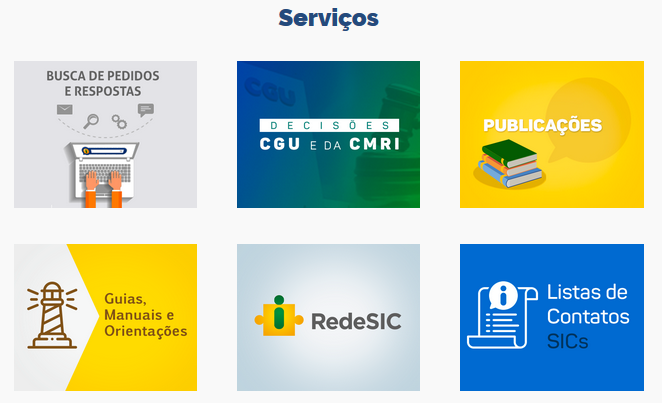 Serviços
BUSCA DE PEDIDOS
E RESPOSTAS
CGU
DECISÕES
CGU E DA CMRI
PUBLICAÇÕES
Guias,
Manuais e
Orientações
RedeSIC
Listas de
Contatos
SICs